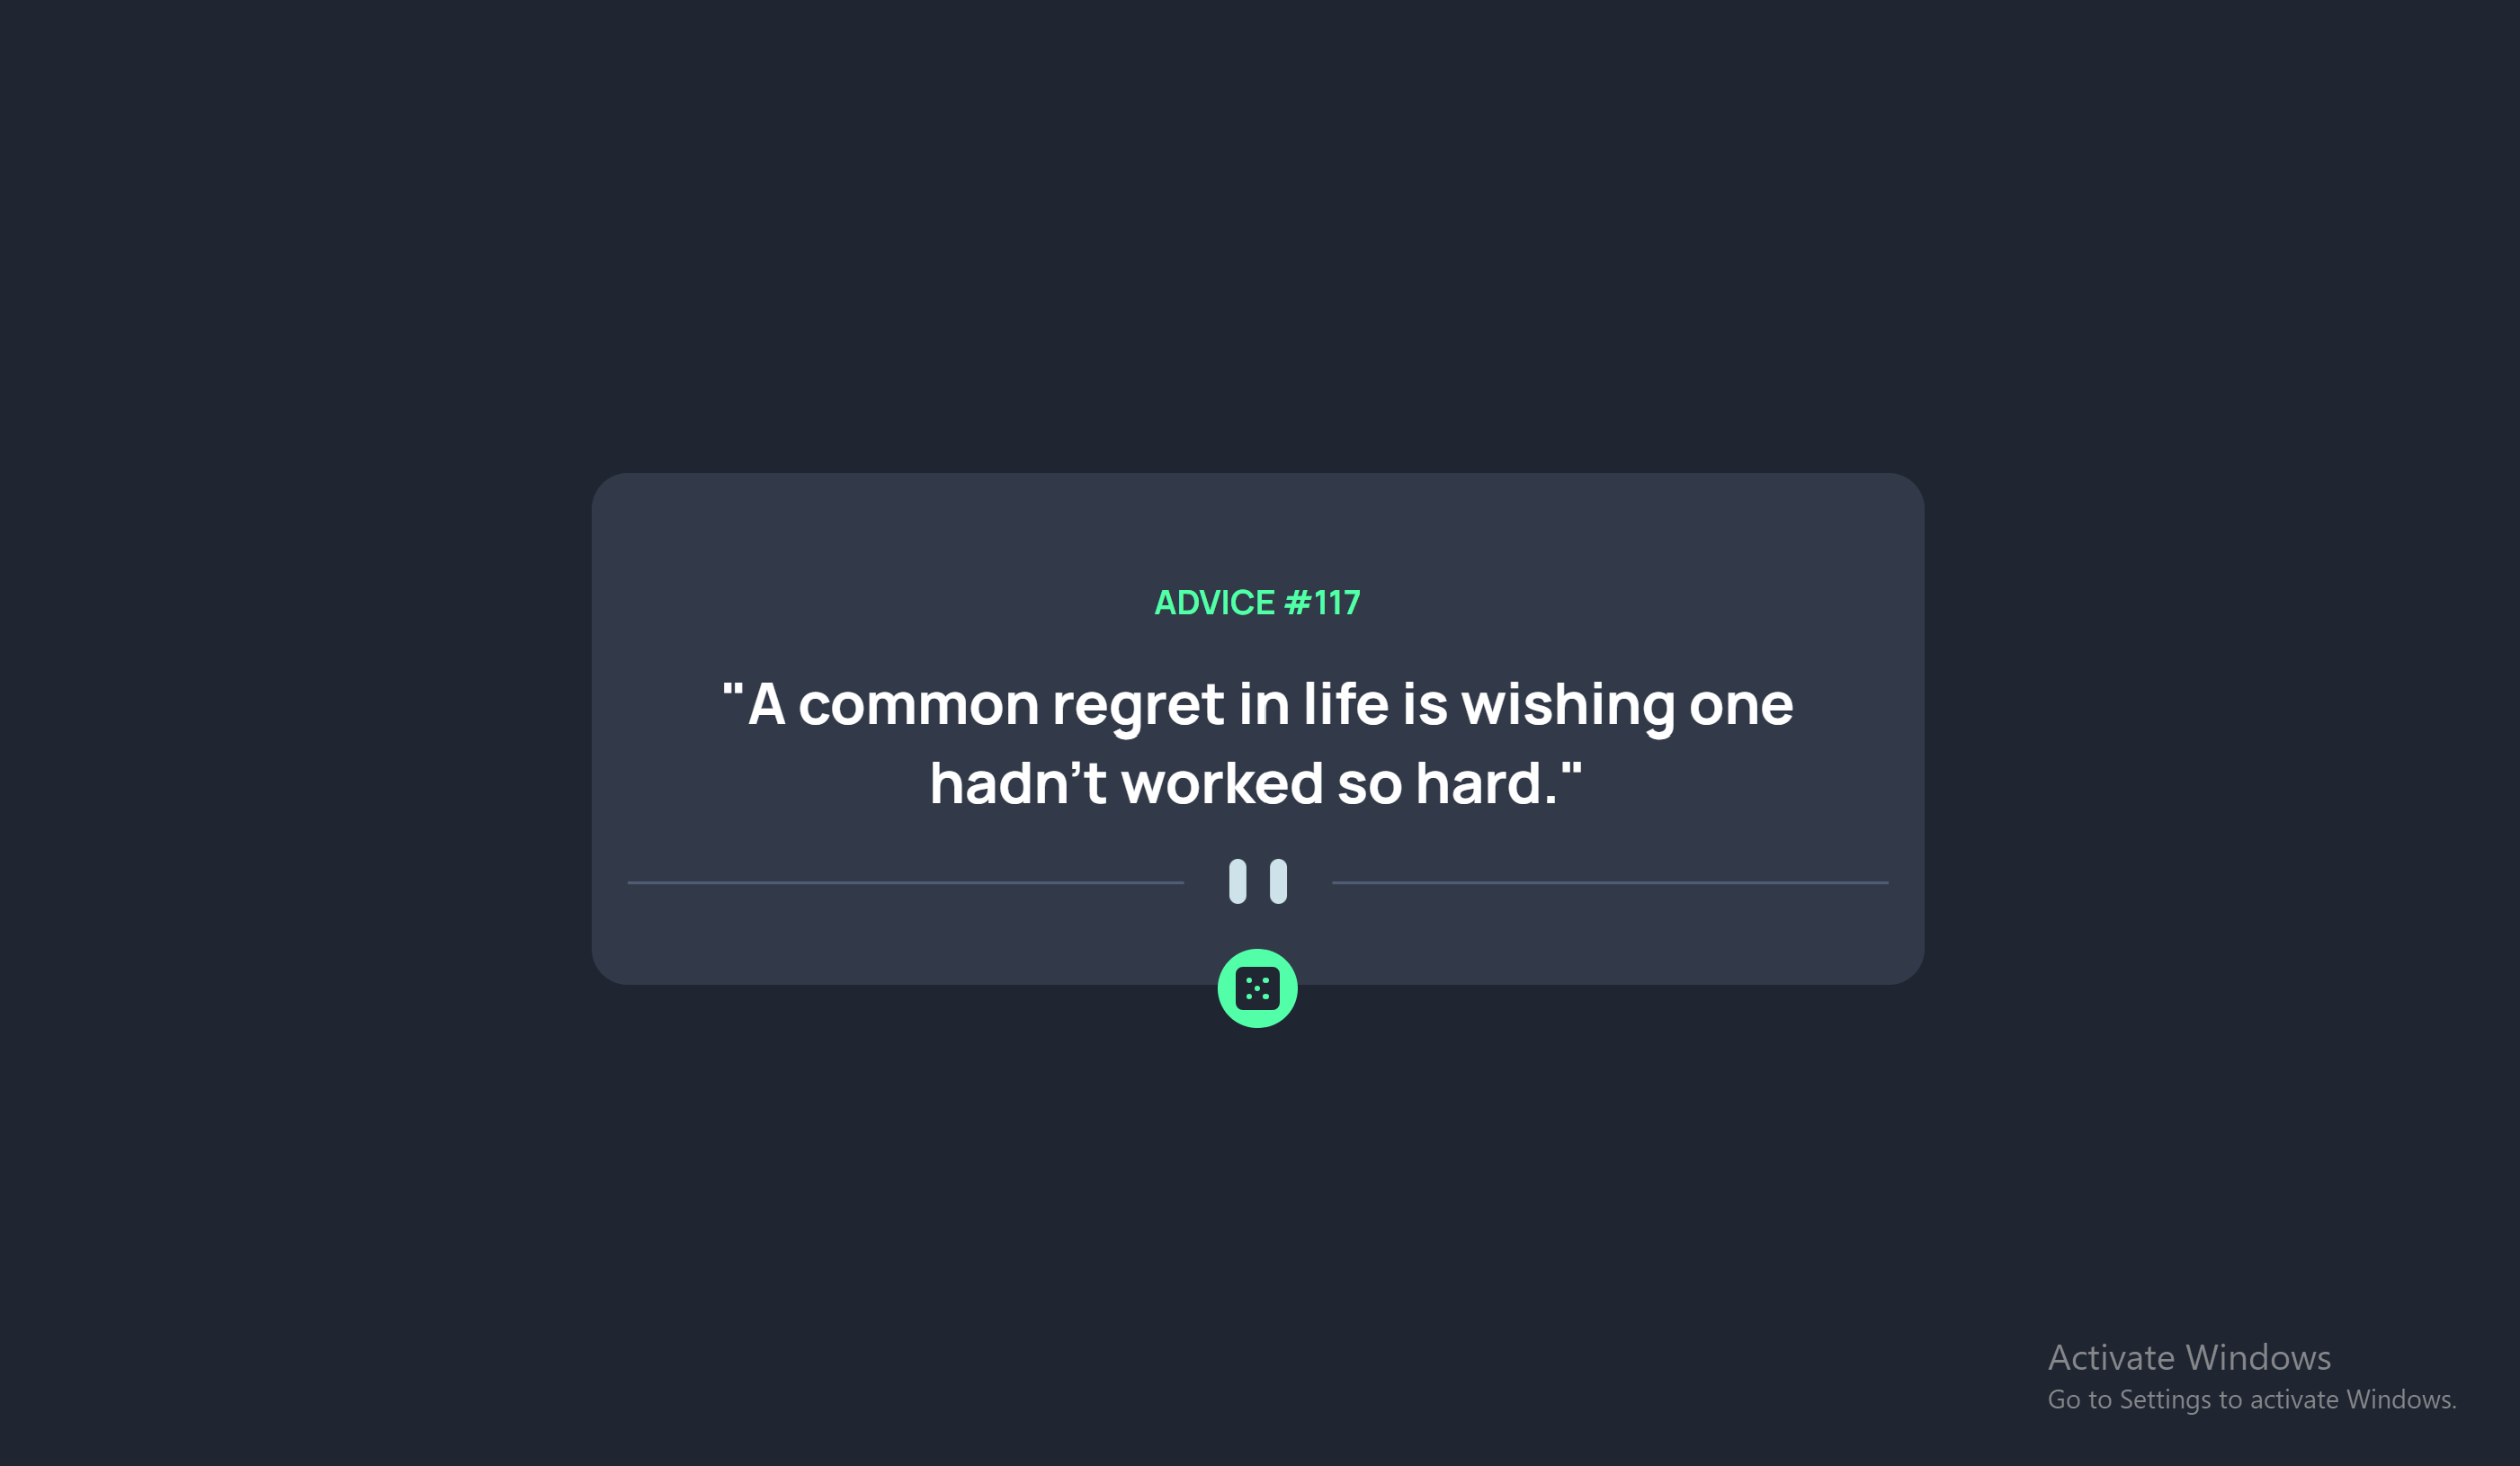 ADVICE #117
"A common regret in life is wishing one
hadn’t worked so hard."
Activate Windows
Go to Settings to activate Windows.